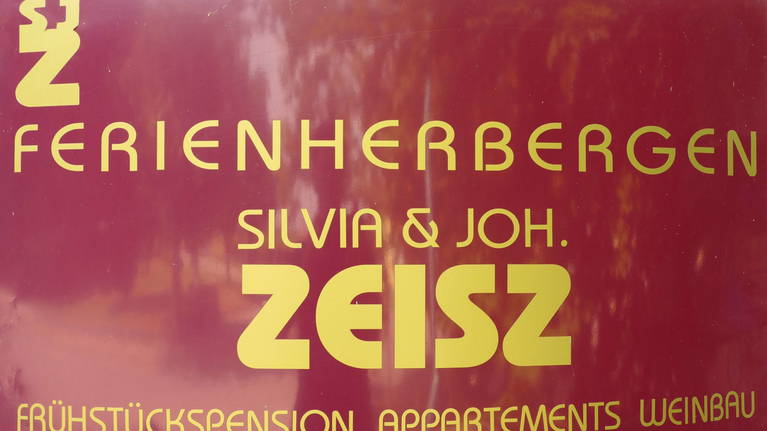 S+J
Z
FERIENHERBERGEN
SILVIA & JOH.
ZEISZ
FRÜHSTÜCKSPENSION APPARTEMENTS WEINBAU